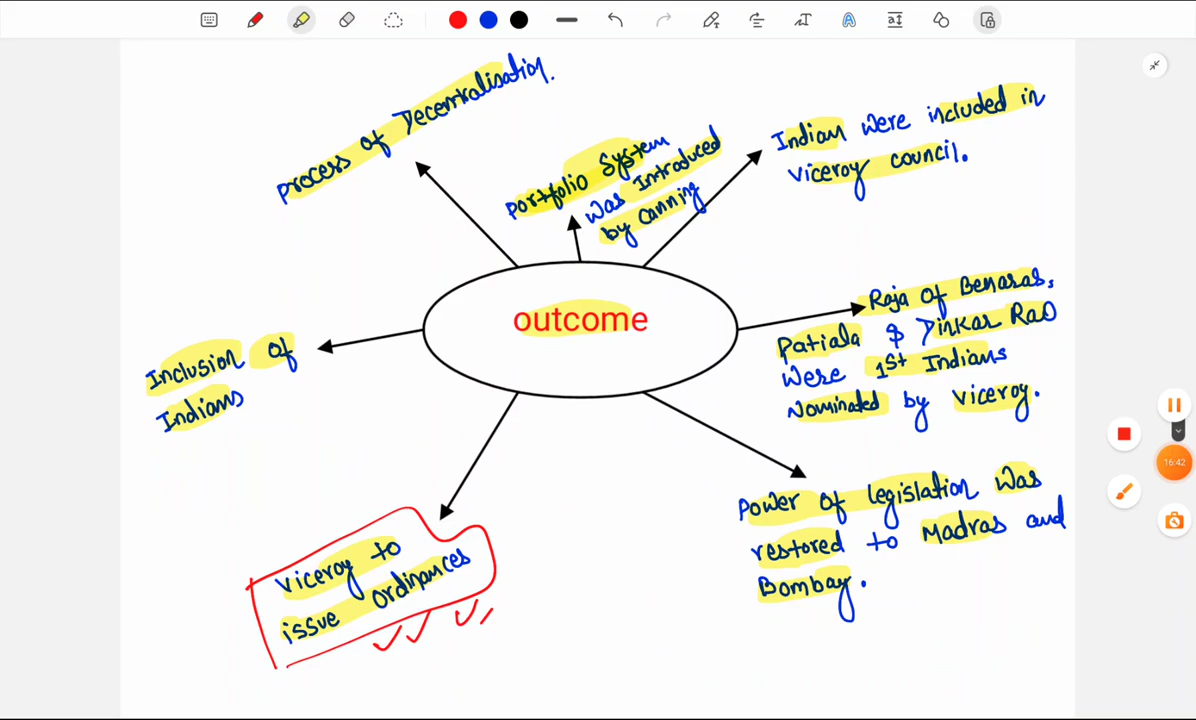 process of Decentralisation.
Portfolio System
was Introduced
by Canning
Indian were included in
viceroy council.
outcome
Raja Of Benaras,
Patiala & Dinkar Rao
were 1st Indians
Nominated by viceroy.
Inclusion of
Indians
Power of legislation was
restored to Madras and
Bombay.
viceroy to
issue ordinances
16:42